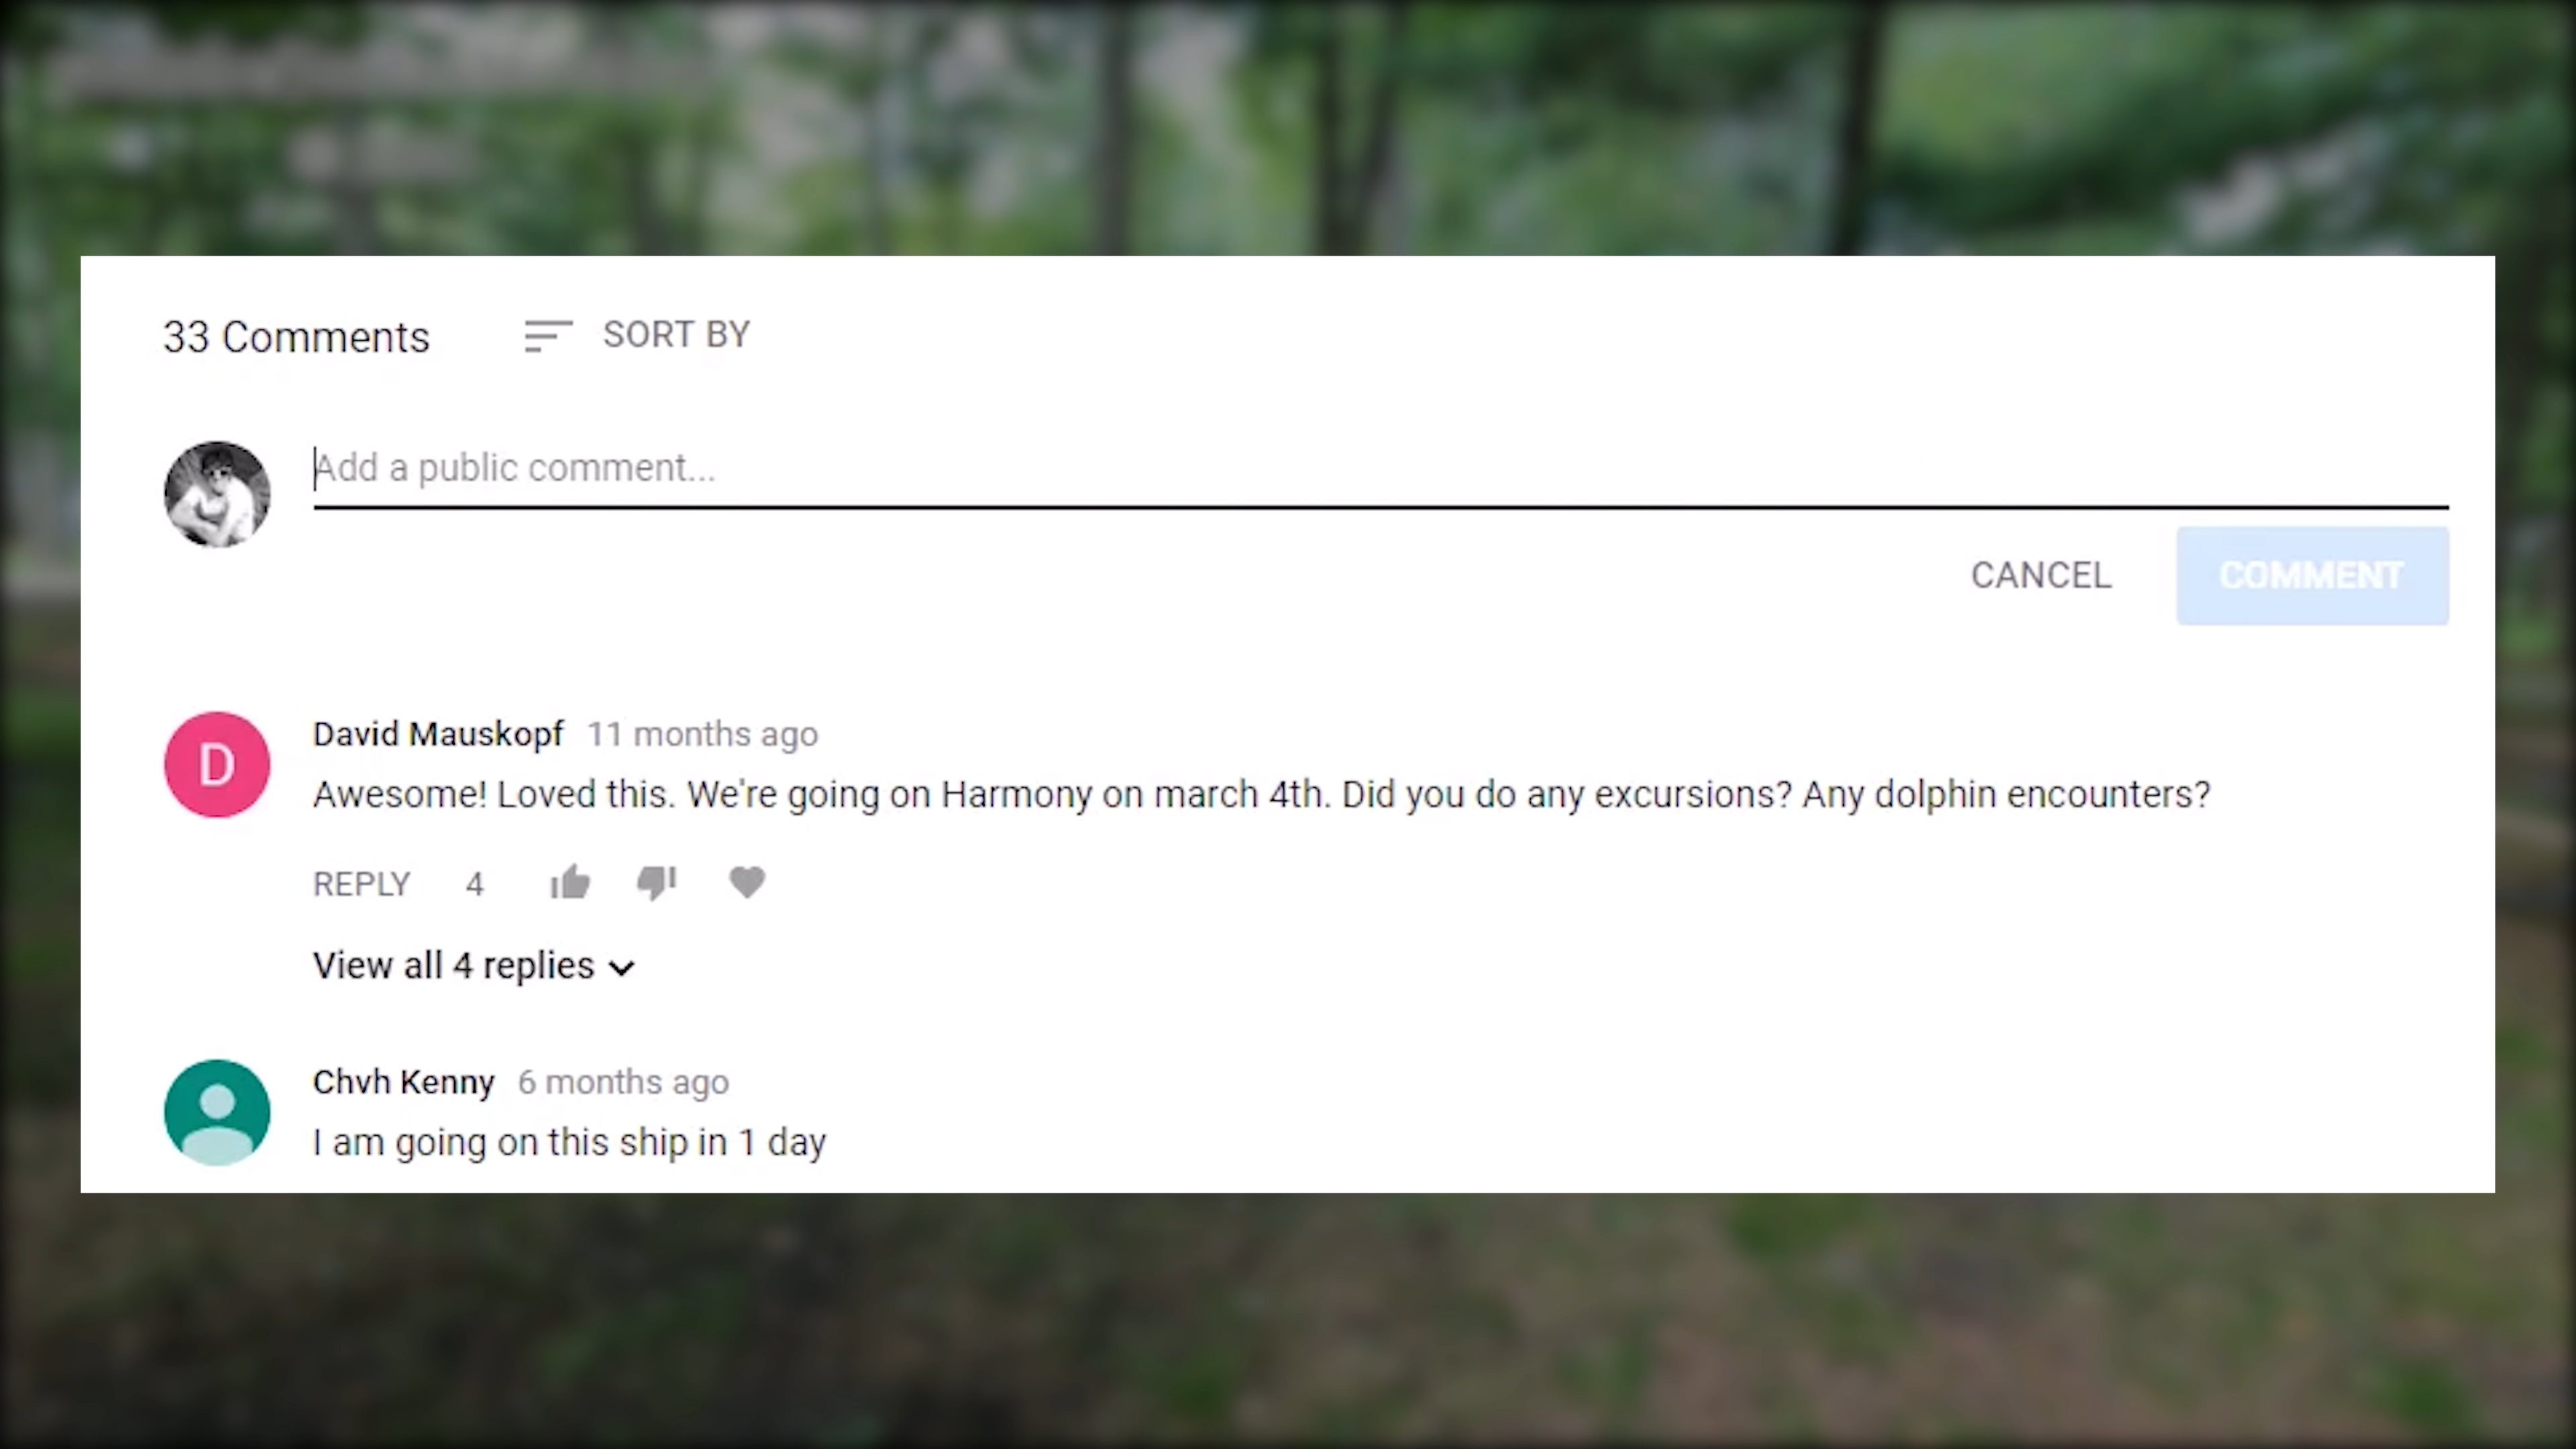 33 Comments SORT BY
Add a public comment...
CANCEL COMMENT
D
David Mauskopf 11 months ago
Awesome! Loved this. We're going on Harmony on march 4th. Did you do any excursions? Any dolphin encounters?
REPLY 4
View all 4 replies
Chvh Kenny 6 months ago
I am going on this ship in 1 day